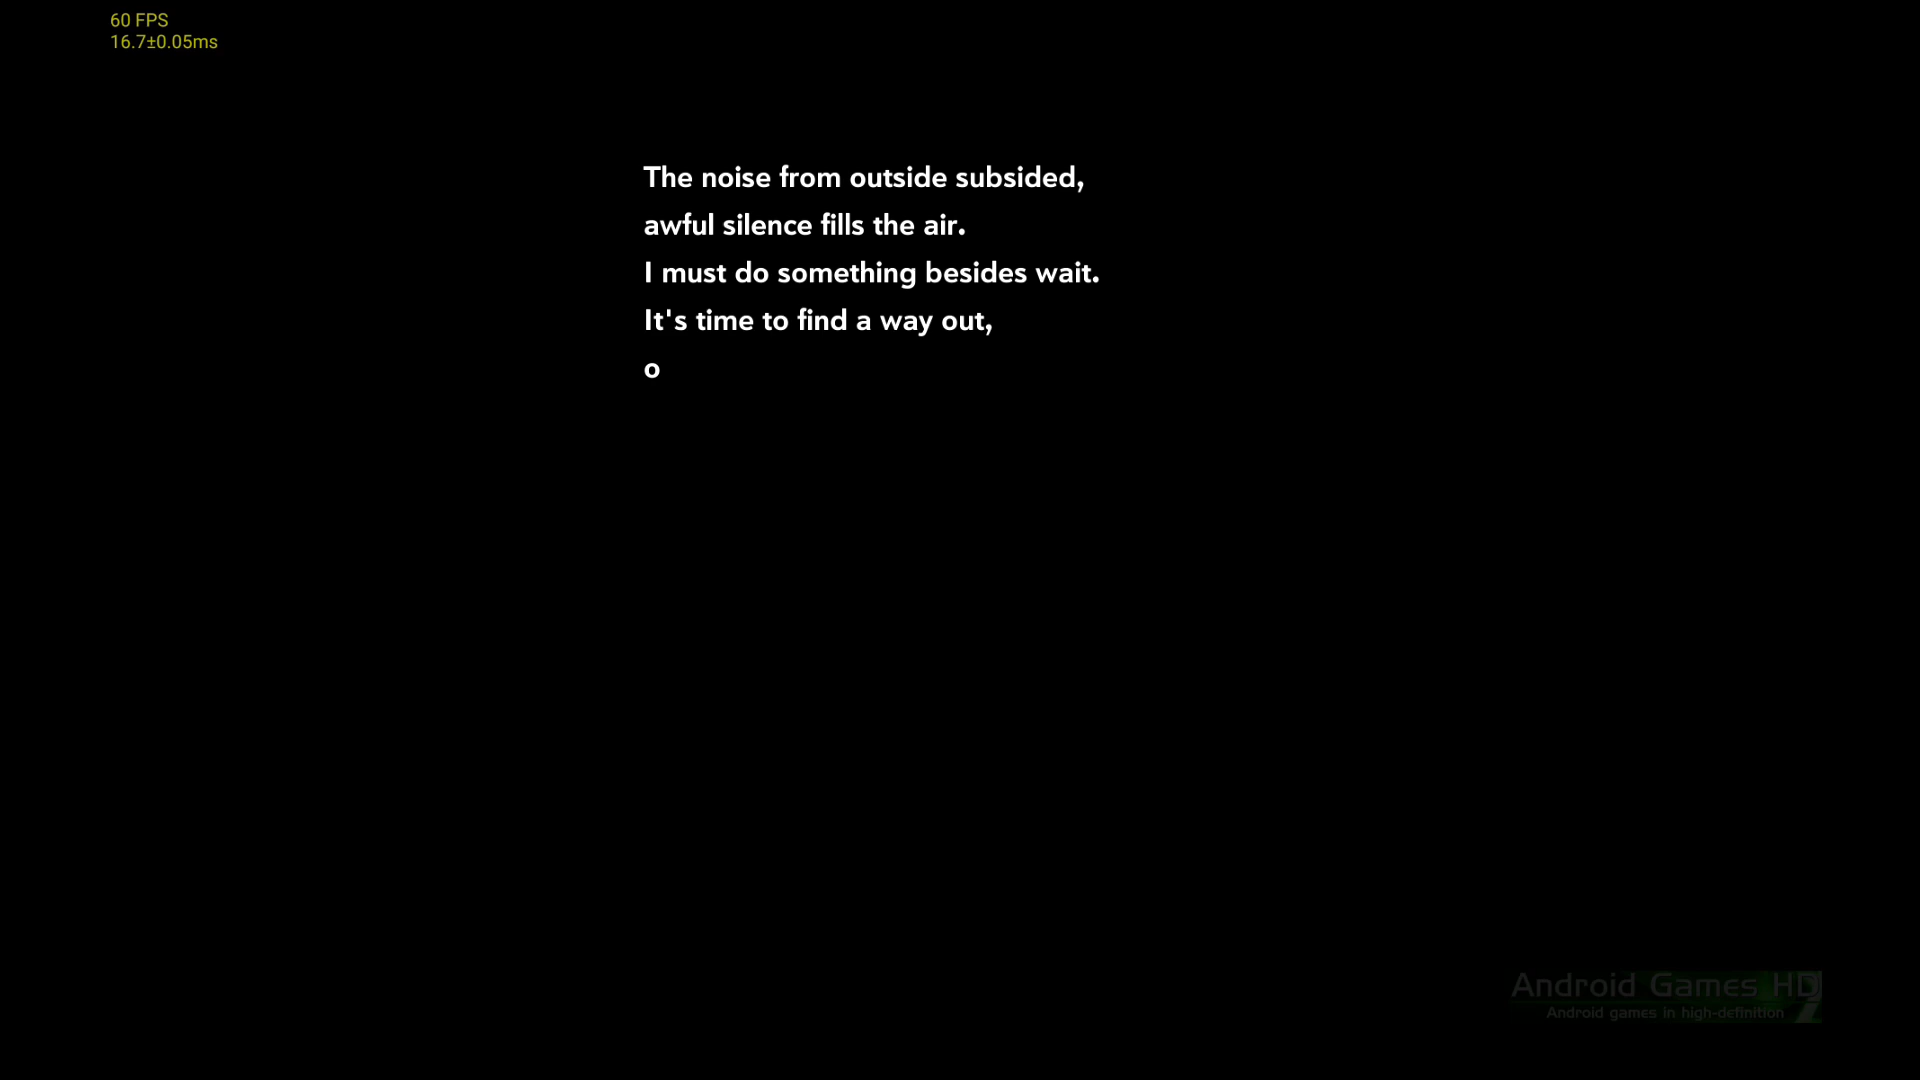 60 FPS
16.7±0.05ms
The noise from outside subsided,
awful silence fills the air.
I must do something besides wait.
It's time to find a way out,
o
Android Games HD
Android games in high-definition